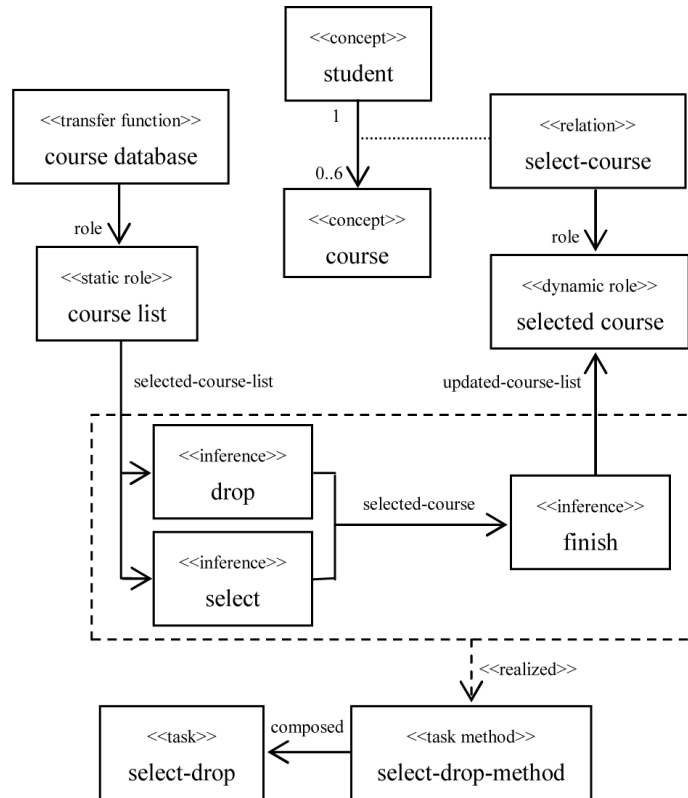 <<concept>>
student
<<transfer function>>
course database
1
<<relation>>
select-course
0..6
<<concept>>
course
role
role
<<static role>>
course list
<<dynamic role>>
selected course
selected-course-list
updated-course-list
<<inference>>
drop
selected-course
<<inference>>
finish
<<inference>>
select
<<realized>>
<<task>>
select-drop
composed
<<task method>>
select-drop-method